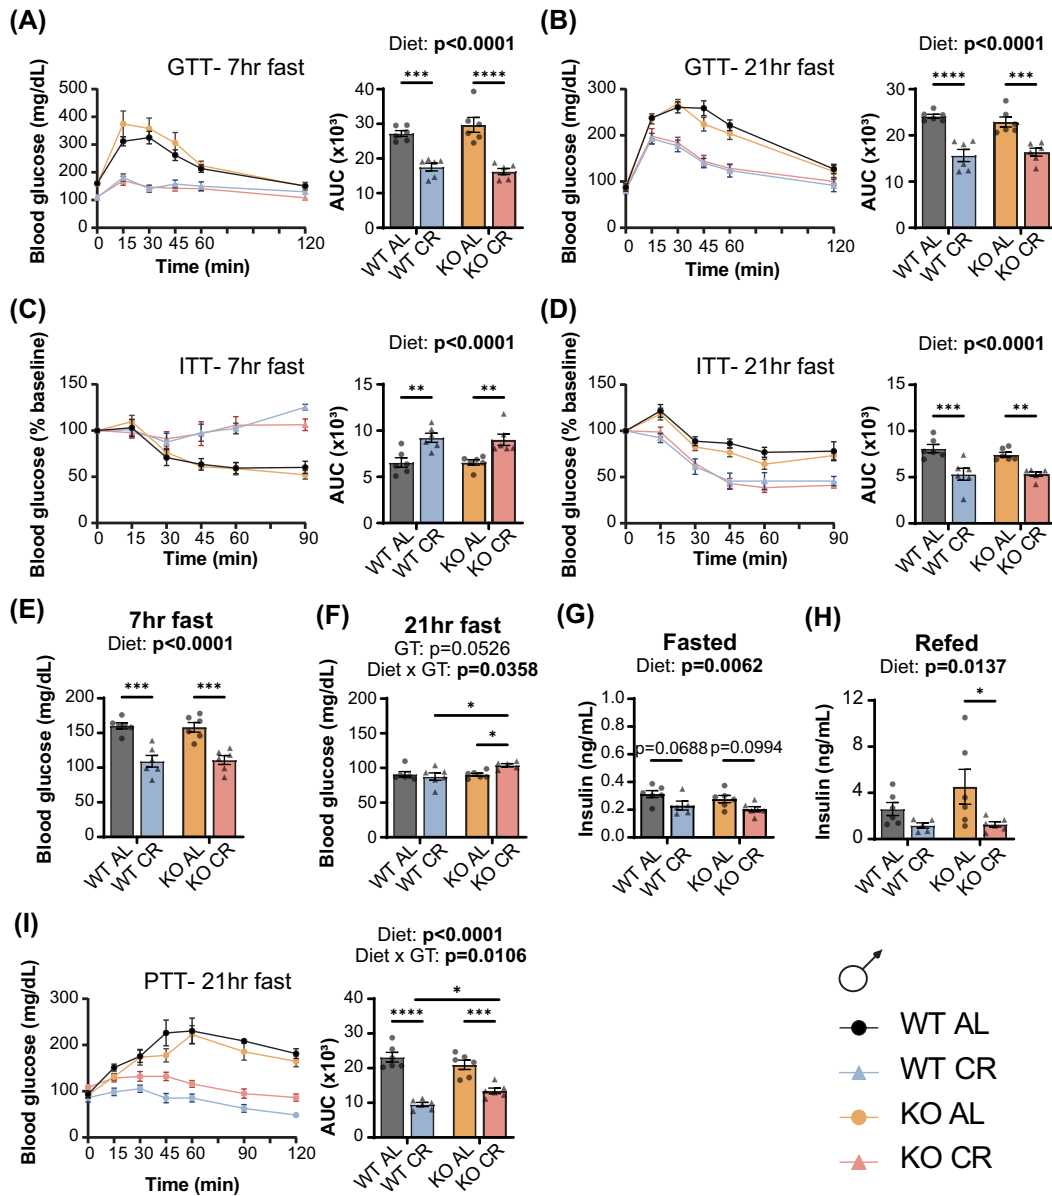 (A)
Diet: p<0.0001
GTT- 7hr fast
Blood glucose (mg/dL)
500
400
300
200
100
0
0 15 30 45 60 120
Time (min)
AUC (x10³)
40
30
20
10
0
*** ****
WT AL
WT CR
KO AL
KO CR
(B)
Diet: p<0.0001
GTT- 21hr fast
Blood glucose (mg/dL)
300
200
100
0
0 15 30 45 60 120
Time (min)
AUC (x10³)
30
20
10
0
**** ***
WT AL
WT CR
KO AL
KO CR
(C)
Diet: p<0.0001
ITT- 7hr fast
Blood glucose (% baseline)
150
100
50
0
0 15 30 45 60 90
Time (min)
AUC (x10³)
15
10
5
0
** **
WT AL
WT CR
KO AL
KO CR
(D)
Diet: p<0.0001
ITT- 21hr fast
Blood glucose (% baseline)
150
100
50
0
0 15 30 45 60 90
Time (min)
AUC (x10³)
15
10
5
0
*** **
WT AL
WT CR
KO AL
KO CR
(E)
7hr fast
Diet: p<0.0001
Blood glucose (mg/dL)
200
150
100
50
0
*** ***
WT AL
WT CR
KO AL
KO CR
(F)
21hr fast
GT: p=0.0526
Diet x GT: p=0.0358
Blood glucose (mg/dL)
200
150
100
50
0
*
*
WT AL
WT CR
KO AL
KO CR
(G)
Fasted
Diet: p=0.0062
Insulin (ng/mL)
1.0
0.8
0.6
0.4
0.2
0.0
p=0.0688 p=0.0994
WT AL
WT CR
KO AL
KO CR
(H)
Refed
Diet: p=0.0137
Insulin (ng/mL)
12
8
4
0
*
WT AL
WT CR
KO AL
KO CR
(I)
Diet: p<0.0001
Diet x GT: p=0.0106
PTT- 21hr fast
Blood glucose (mg/dL)
300
200
100
0
0 15 30 45 60 90 120
Time (min)
AUC (x10³)
40
30
20
10
0
*
**** ***
WT AL
WT CR
KO AL
KO CR
WT AL
WT CR
KO AL
KO CR